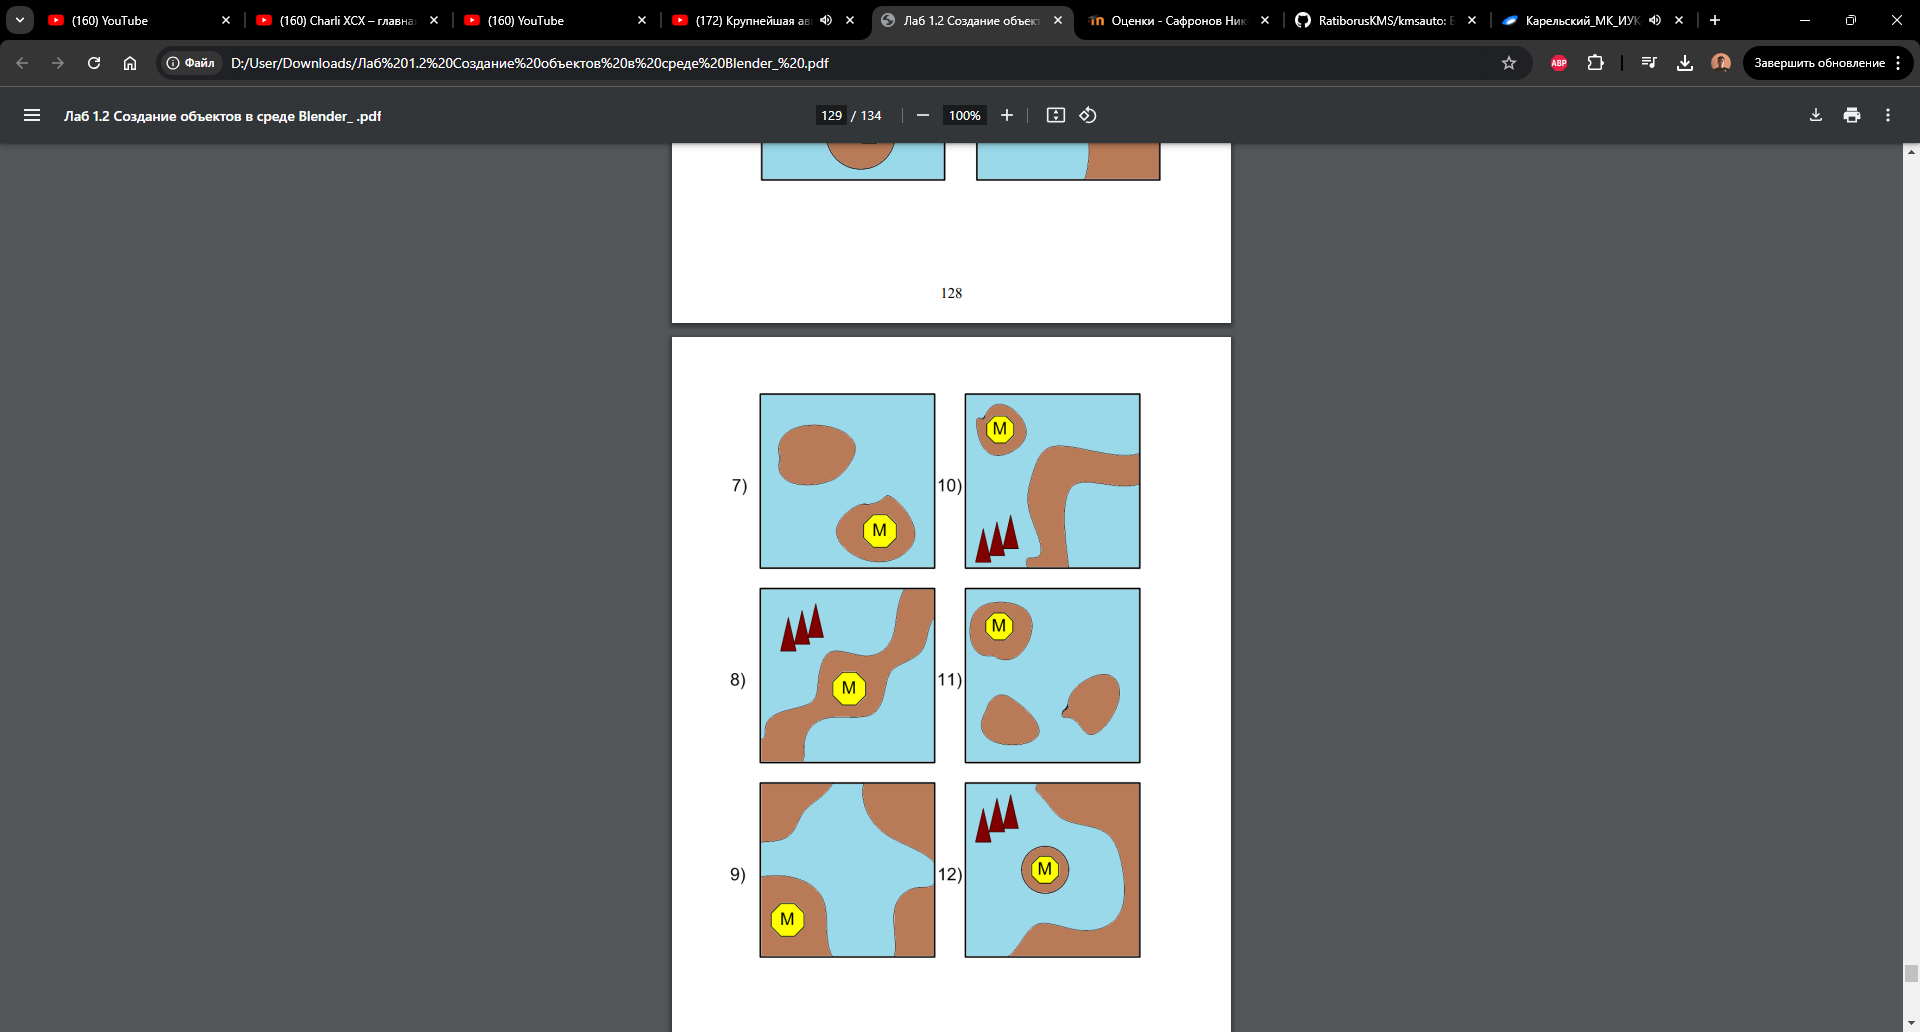 (160) YouTube
(160) Charli XCX – главна
(160) YouTube
(172) Крупнейшая ав
Лаб 1.2 Создание объект
Оценки - Сафронов Ник
RatiborusKMS/kmsauto: Е
Карельский_МК_ИУК
Файл
D:/User/Downloads/Лаб%201.2%20Создание%20объектов%20в%20среде%20Blender_%20.pdf
ABP
Завершить обновление
Лаб 1.2 Создание объектов в среде Blender_ .pdf
129 / 134
100%
128
7)
M
10)
M
8)
M
11)
M
9)
M
12)
M